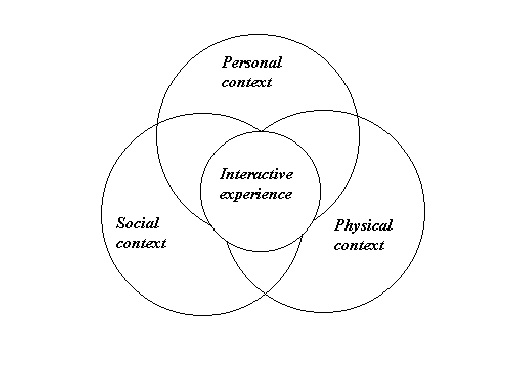 Personal
context
Interactive
experience
Social
context
Physical
context